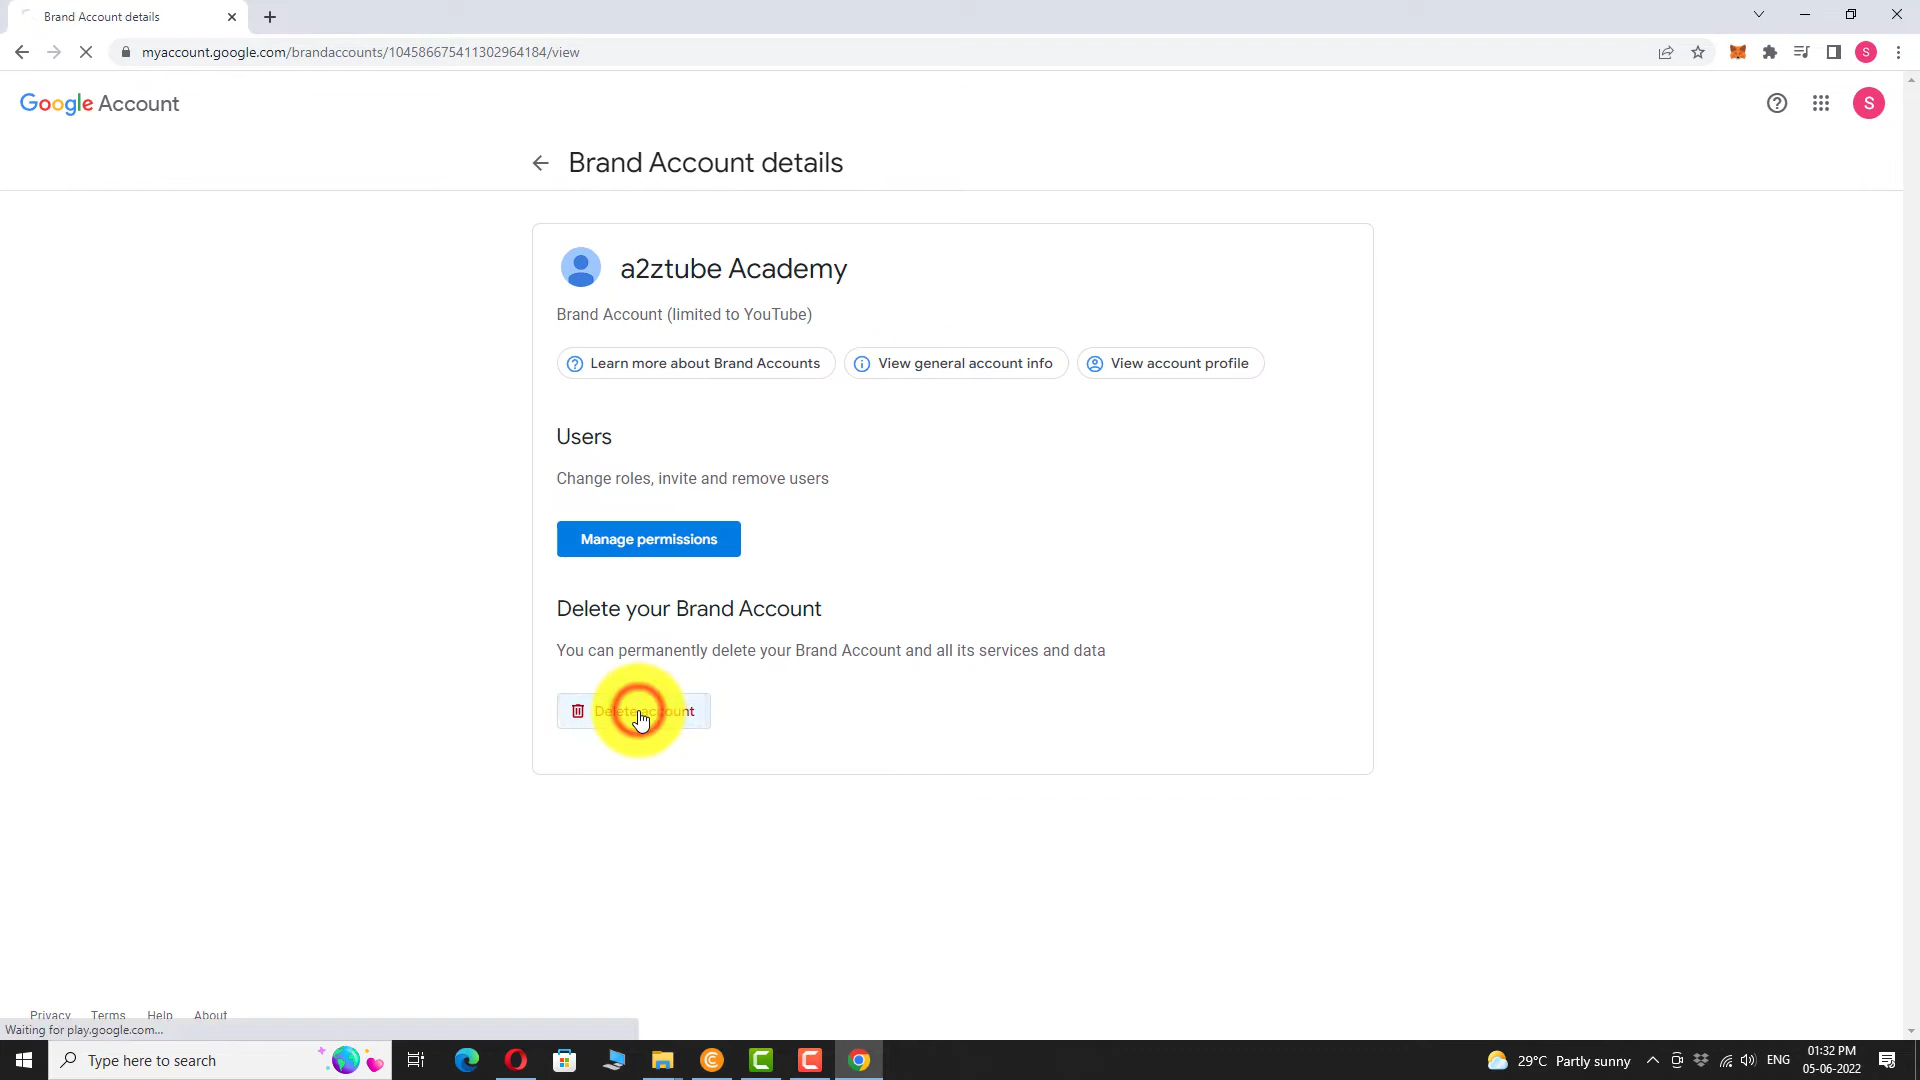 Brand Account details
myaccount.google.com/brandaccounts/104586675411302964184/view
S
Google Account
S
Brand Account details
a2ztube Academy
Brand Account (limited to YouTube)
Learn more about Brand Accounts
View general account info
View account profile
Users
Change roles, invite and remove users
Manage permissions
Delete your Brand Account
You can permanently delete your Brand Account and all its services and data
Delete account
Privacy Terms Help About
Waiting for play.google.com...
Type here to search
29°C Partly sunny
ENG
01:32 PM
05-06-2022